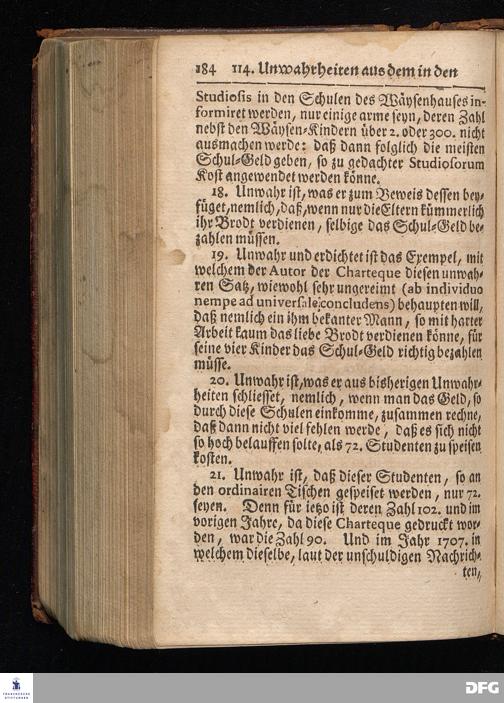 184 114. Unwahrheiten aus dem in den
Studiosis in den Schulen des Wäysenhauses in-
formiret werden, nur einige arme seyn, deren Zahl
nebst den Wäysen-Kindern über 2. oder 300. nicht
ausmachen werde: daß dann folglich die meisten
Schul-Geld geben, so zu gedachter Studiosorum
Kost angewendet werden könne.
18. Unwahr ist, was er zum Beweis dessen bey-
füget, nemlich, daß, wenn nur die Eltern kümmerlich
ihr Brodt verdienen, selbige das Schul-Geld be-
zahlen müssen.
19. Unwahr und erdichtet ist das Exempel, mit
welchem der Autor der Charteque diesen unwah-
ren Satz, wiewohl sehr ungereimt (ab individuo
nempe ad universale concludens) behaupten will,
daß nemlich ein ihm bekanter Mann, so mit harter
Arbeit kaum das liebe Brodt verdienen könne, für
seine vier Kinder das Schul-Geld richtig bezahlen
müsse.
20. Unwahr ist, was er aus bisherigen Unwahr-
heiten schliesset, nemlich, wenn man das Geld, so
durch diese Schulen einkomme, zusammen rechne,
daß dann nicht viel fehlen werde, daß es sich nicht
so hoch belauffen solte, als 72. Studenten zu speisen
kosten.
21. Unwahr ist, daß dieser Studenten, so an
den ordinairen Tischen gespeiset werden, nur 72.
seyen. Denn für ietzo ist deren Zahl 102. und im
vorigen Jahre, da diese Charteque gedruckt wor-
den, war die Zahl 90. Und im Jahr 1707. in
welchem dieselbe, laut der unschuldigen Nachrich-
ten,
FRANCKESCHE
STIFTUNGEN
DFG